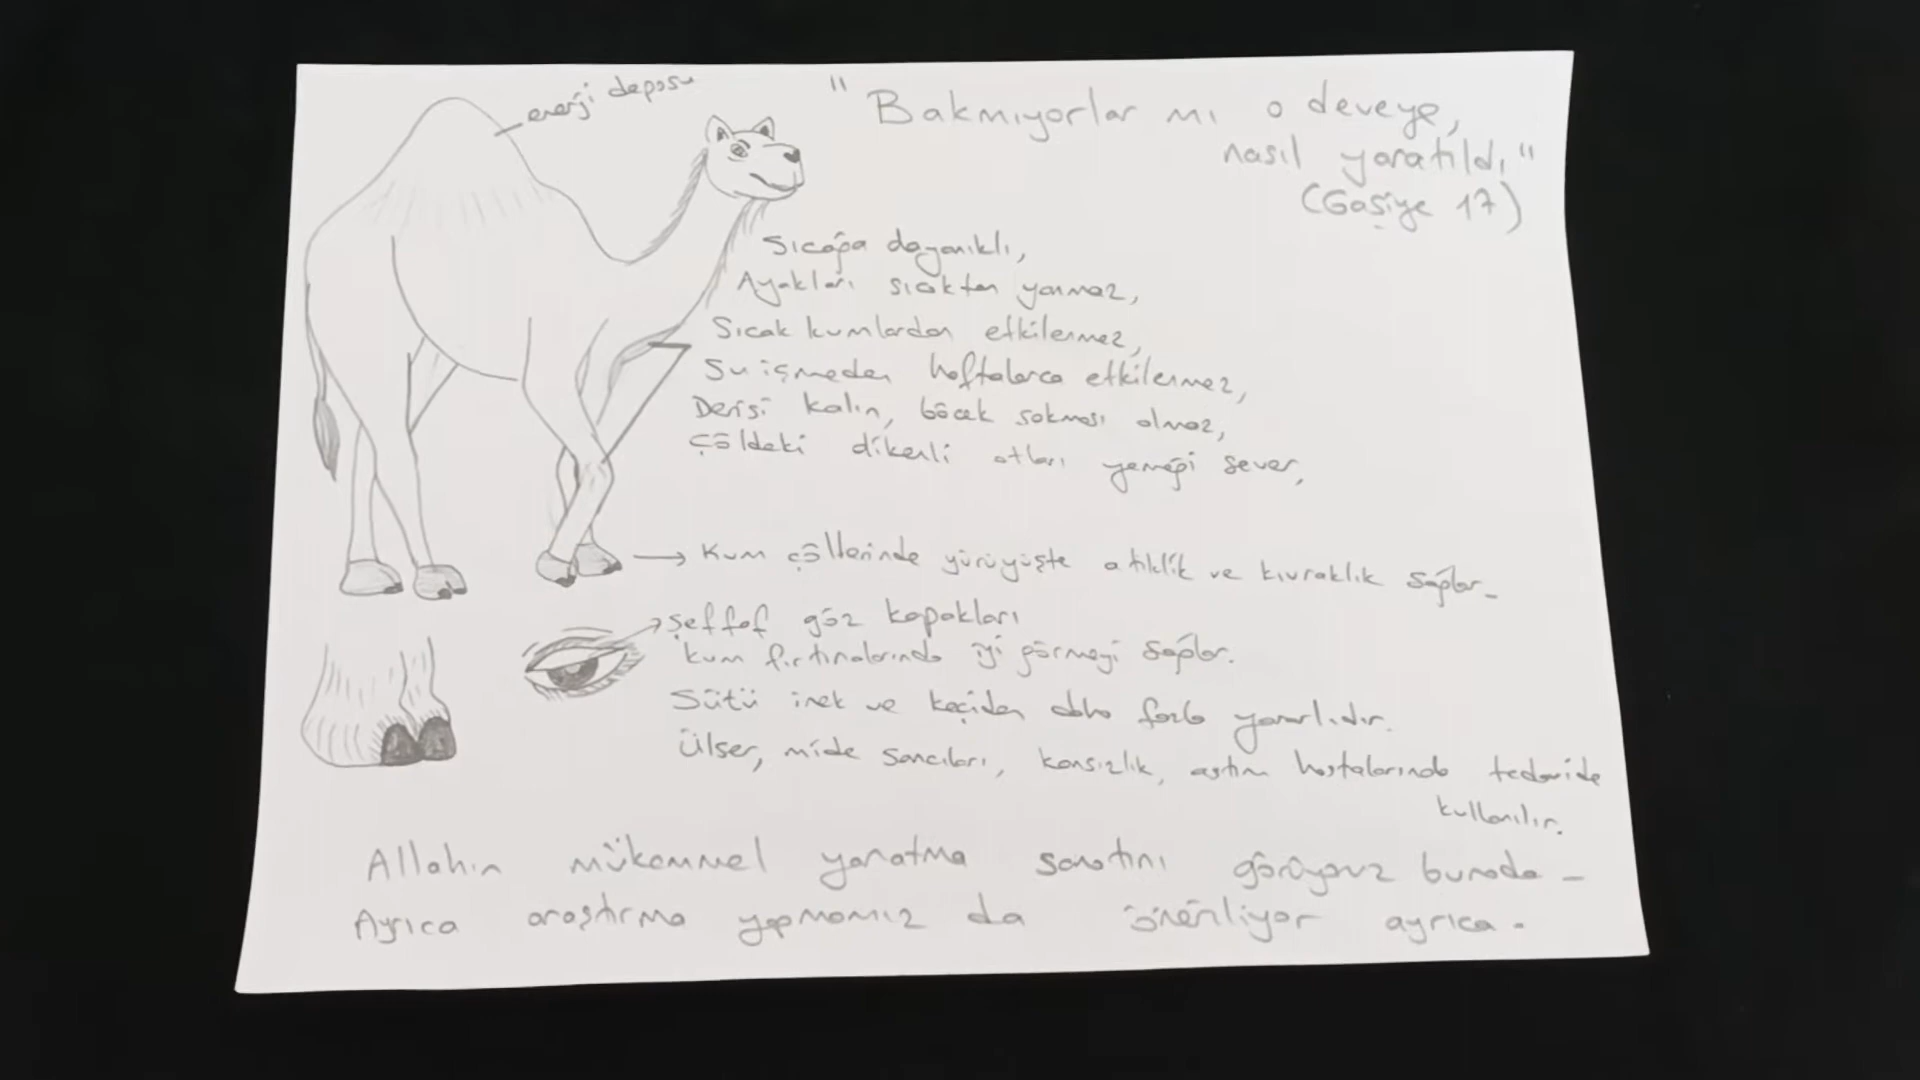 enerji deposu
"Bakmıyorlar mı o deveye,
nasıl yaratıldı"
(Gaşiye 17)
Sıcağa dayanıklı,
Ayakları sıcaktan yanmaz,
Sıcak kumlardan etkilenmez,
Su içmeden haftalarca etkilenmez,
Derisi kalın, böcek sokması olmaz,
çöldeki dikenli otları yemeği sever,
→ Kum çöllerinde yürüyüşte atiklik ve kıvraklık sağlar.
→ Şeffaf göz kapakları
kum fırtınalarında iyi görmeyi sağlar.
Sütü inek ve keçiden daha fazla yararlıdır.
Ülser, mide sancıları, kansızlık, astım hastalarında tedavide
kullanılır.
Allahın mükemmel yaratma sanatını görüyoruz burada -
Ayrıca araştırma yapmamız da öneriliyor ayrıca.